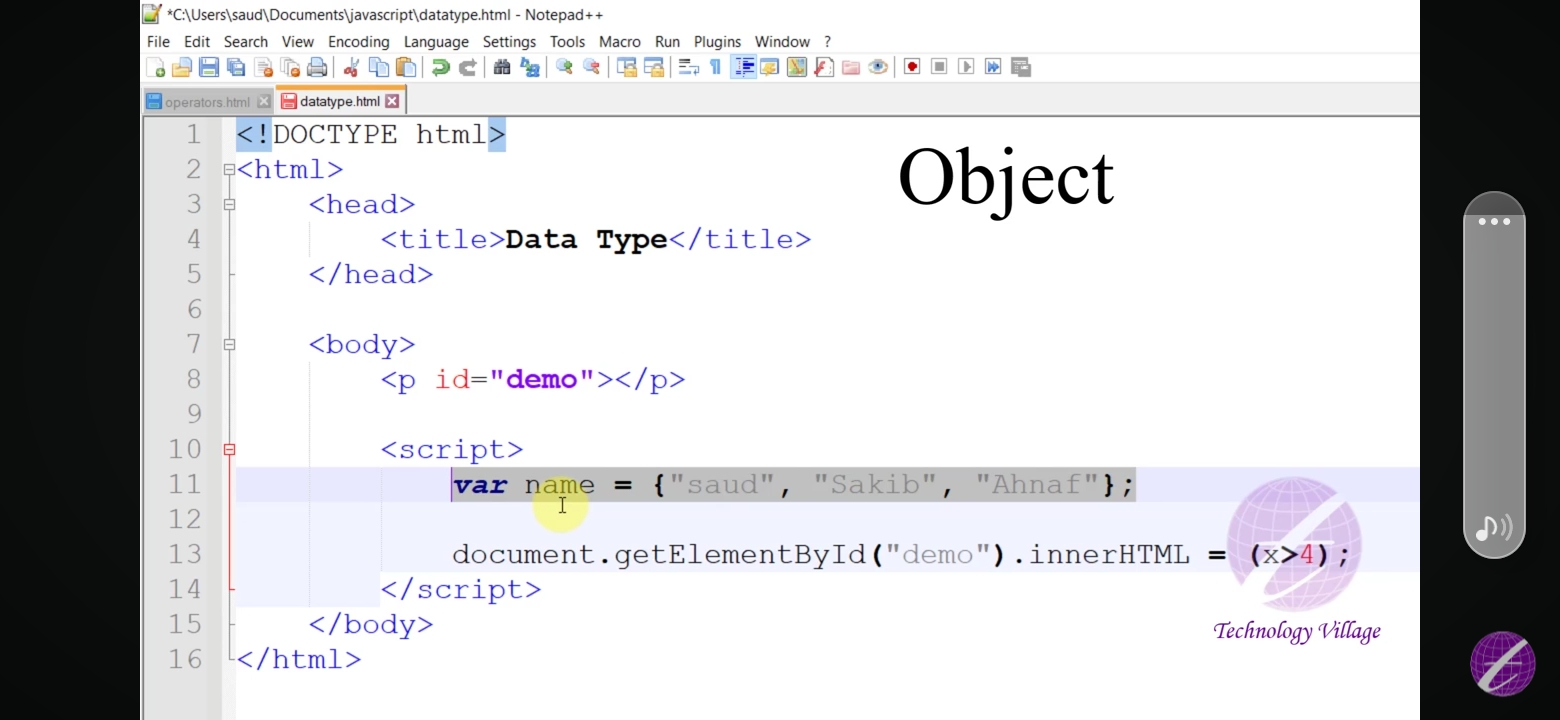 *C:\Users\saud\Documents\javascript\datatype.html - Notepad++
File Edit Search View Encoding Language Settings Tools Macro Run Plugins Window ?
operators.html datatype.html
Object
1 <!DOCTYPE html>
2 <html>
3 <head>
4 <title>Data Type</title>
5 </head>
6
7 <body>
8 <p id="demo"></p>
9
10 <script>
11 var name = {"saud", "Sakib", "Ahnaf"};
12
13 document.getElementById("demo").innerHTML = (x>4);
14 </script>
15 </body>
16 </html>
Technology Village